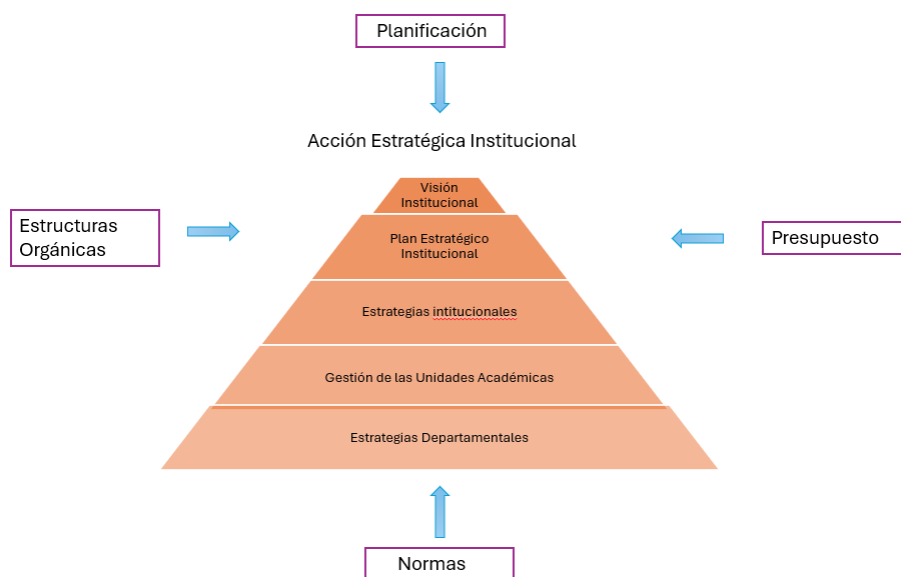 Planificación
Acción Estratégica Institucional
Visión
Institucional
Estructuras
Orgánicas
Plan Estratégico
Institucional
Presupuesto
Estrategias intitucionales
Gestión de las Unidades Académicas
Estrategias Departamentales
Normas